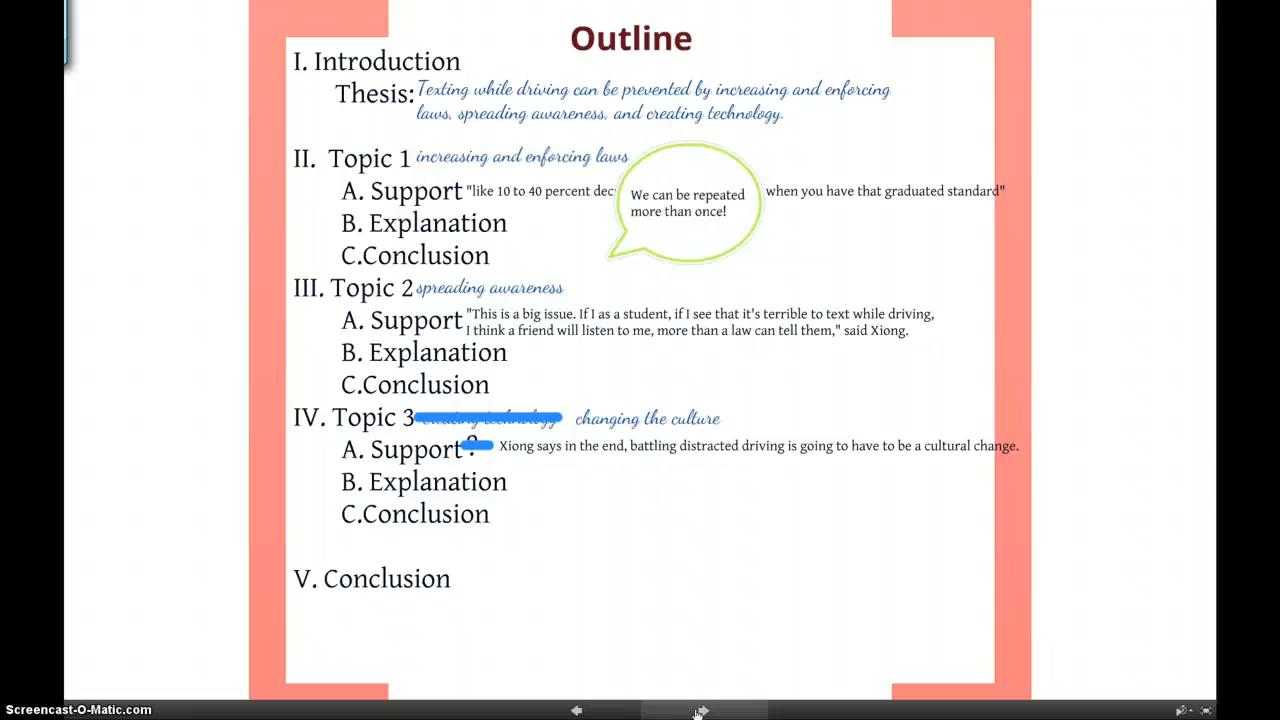 Outline
I. Introduction
Thesis: Texting while driving can be prevented by increasing and enforcing
laws, spreading awareness, and creating technology.
II. Topic 1 increasing and enforcing laws
A. Support "like 10 to 40 percent when you have that graduated standard"
We can be repeated
more than once!
B. Explanation
C.Conclusion
III. Topic 2 spreading awareness
A. Support "This is a big issue. If I as a student, if I see that it's terrible to text while driving,
I think a friend will listen to me, more than a law can tell them," said Xiong.
B. Explanation
C.Conclusion
IV. Topic 3 creating technology changing the culture
A. Support ? Xiong says in the end, battling distracted driving is going to have to be a cultural change.
B. Explanation
C.Conclusion
V. Conclusion
Screencast-O-Matic.com